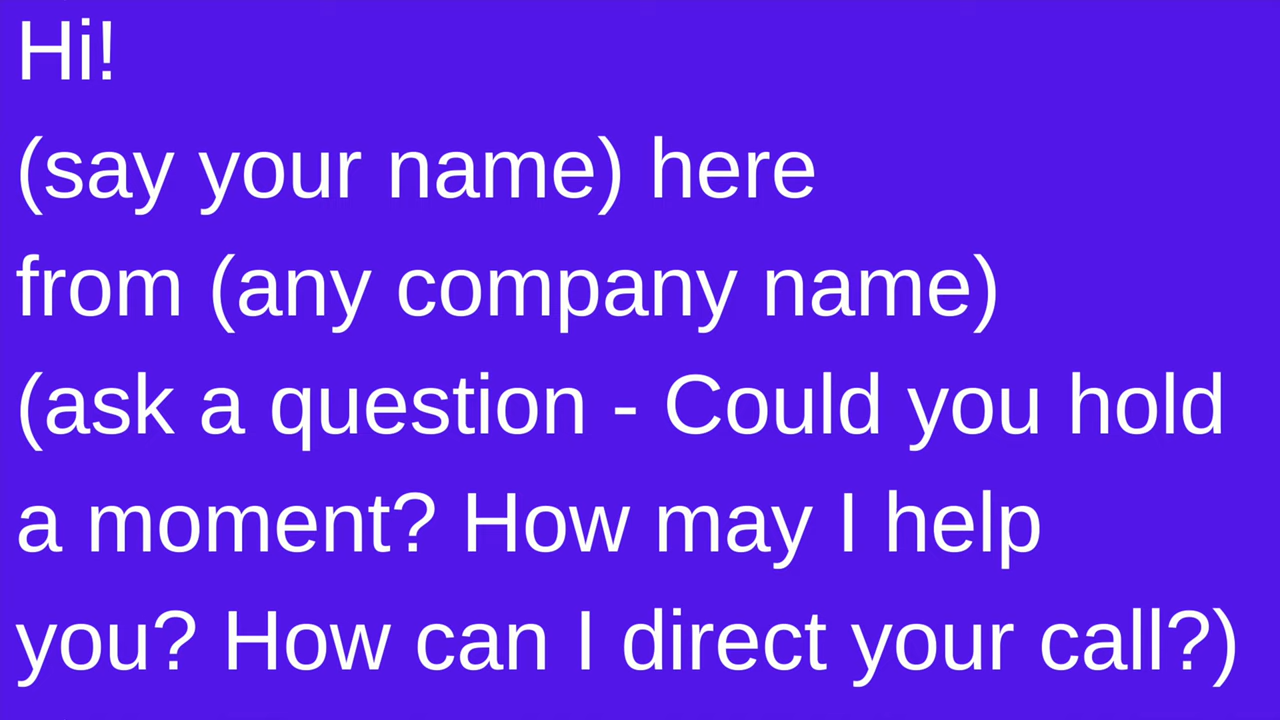 Hi!
(say your name) here
from (any company name)
(ask a question - Could you hold
a moment? How may I help
you? How can I direct your call?)